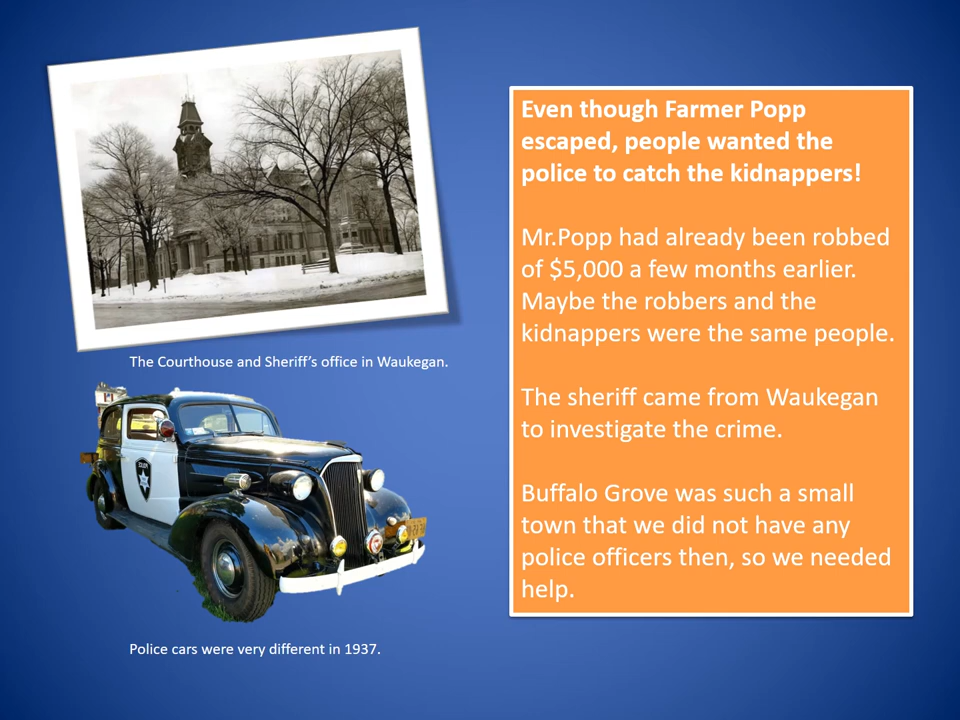 Even though Farmer Popp
escaped, people wanted the
police to catch the kidnappers!
Mr.Popp had already been robbed
of $5,000 a few months earlier.
Maybe the robbers and the
kidnappers were the same people.
The sheriff came from Waukegan
to investigate the crime.
Buffalo Grove was such a small
town that we did not have any
police officers then, so we needed
help.
The Courthouse and Sheriff's office in Waukegan.
Police cars were very different in 1937.